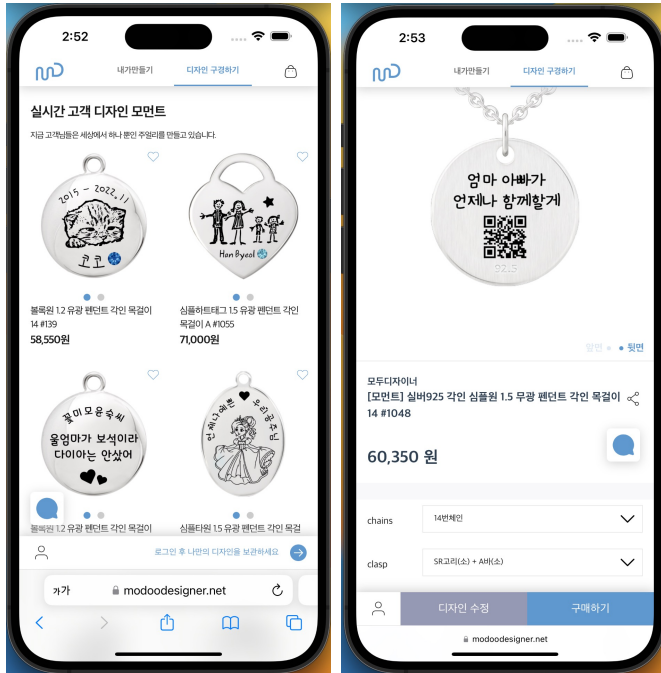 2:52
내가만들기
디자인 구경하기
실시간 고객 디자인 모먼트
지금 고객님들은 세상에서 하나 뿐인 주얼리를 만들고 있습니다.
2015 - 2022.11
코코
Han Byeol
볼록원 1.2 유광 펜던트 각인 목걸이
14 #139
58,550원
심플하트태그 1.5 유광 펜던트 각인
목걸이 A #1055
71,000원
꽃미모윤숙씨
울엄마가 보석이라
다이아는 안샀어
언제나예쁜 우리공주님
볼록원 1.2 유광 펜던트 각인 목걸이
심플타원 1.5 유광 펜던트 각인 목걸
로그인 후 나만의 디자인을 보관하세요
가가
modoodesigner.net
2:53
내가만들기
디자인 구경하기
엄마 아빠가
언제나 함께할게
92.5
앞면
뒷면
모두디자이너
[모먼트] 실버925 각인 심플원 1.5 무광 펜던트 각인 목걸이
14 #1048
60,350 원
chains
14번체인
clasp
SR고리(소) + A바(소)
디자인 수정
구매하기
modoodesigner.net